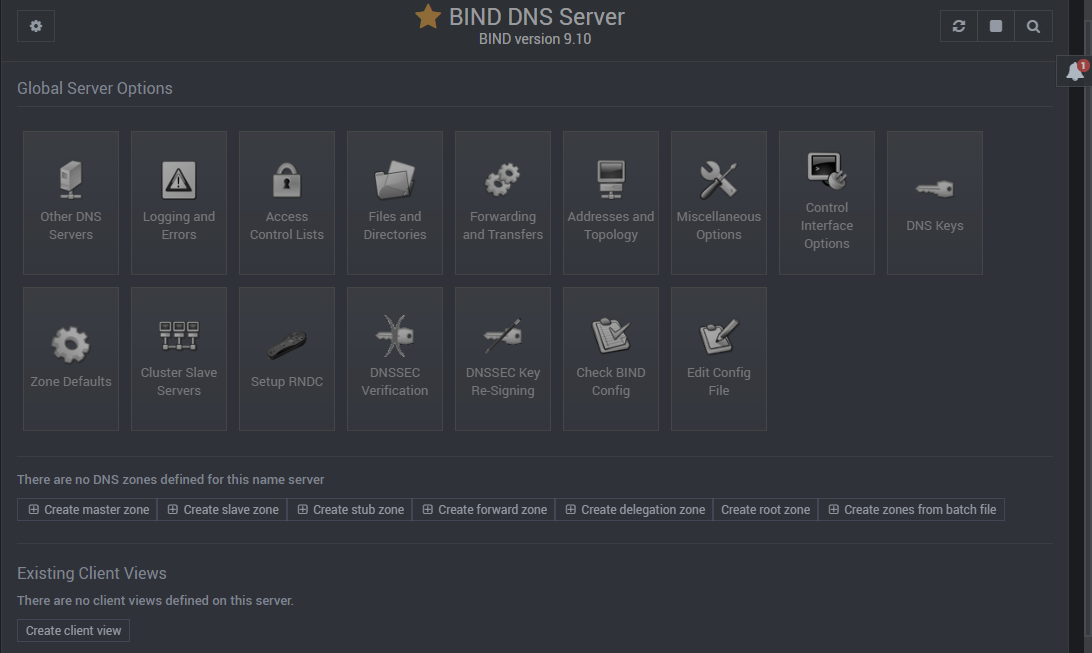 BIND DNS Server
BIND version 9.10
1
Global Server Options
Other DNS
Servers
Logging and
Errors
Access
Control Lists
Files and
Directories
Forwarding
and Transfers
Addresses and
Topology
Miscellaneous
Options
Control
Interface
Options
DNS Keys
Zone Defaults
Cluster Slave
Servers
Setup RNDC
DNSSEC
Verification
DNSSEC Key
Re-Signing
Check BIND
Config
Edit Config
File
There are no DNS zones defined for this name server
Create master zone
Create slave zone
Create stub zone
Create forward zone
Create delegation zone
Create root zone
Create zones from batch file
Existing Client Views
There are no client views defined on this server.
Create client view